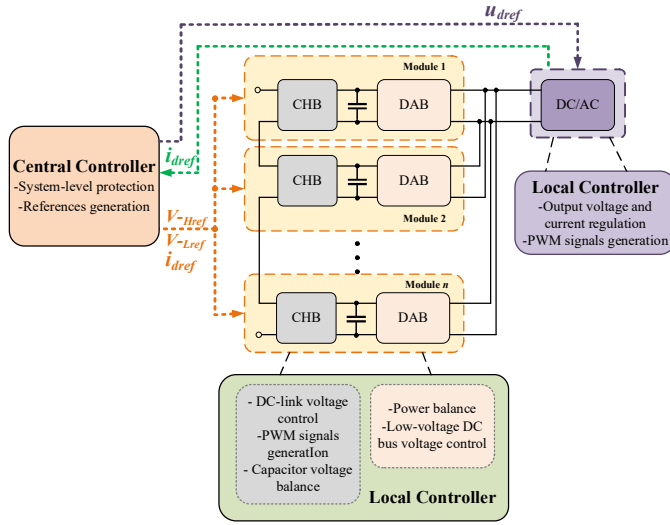 u_dref
Module 1
CHB
DAB
DC/AC
i_dref
Central Controller
-System-level protection
-References generation
V-_Href
V-_Lref
i_dref
CHB
DAB
Module 2
Local Controller
-Output voltage and
current regulation
-PWM signals generation
Module n
CHB
DAB
- DC-link voltage
control
-PWM signals
generatIon
- Capacitor voltage
balance
-Power balance
-Low-voltage DC
bus voltage control
Local Controller